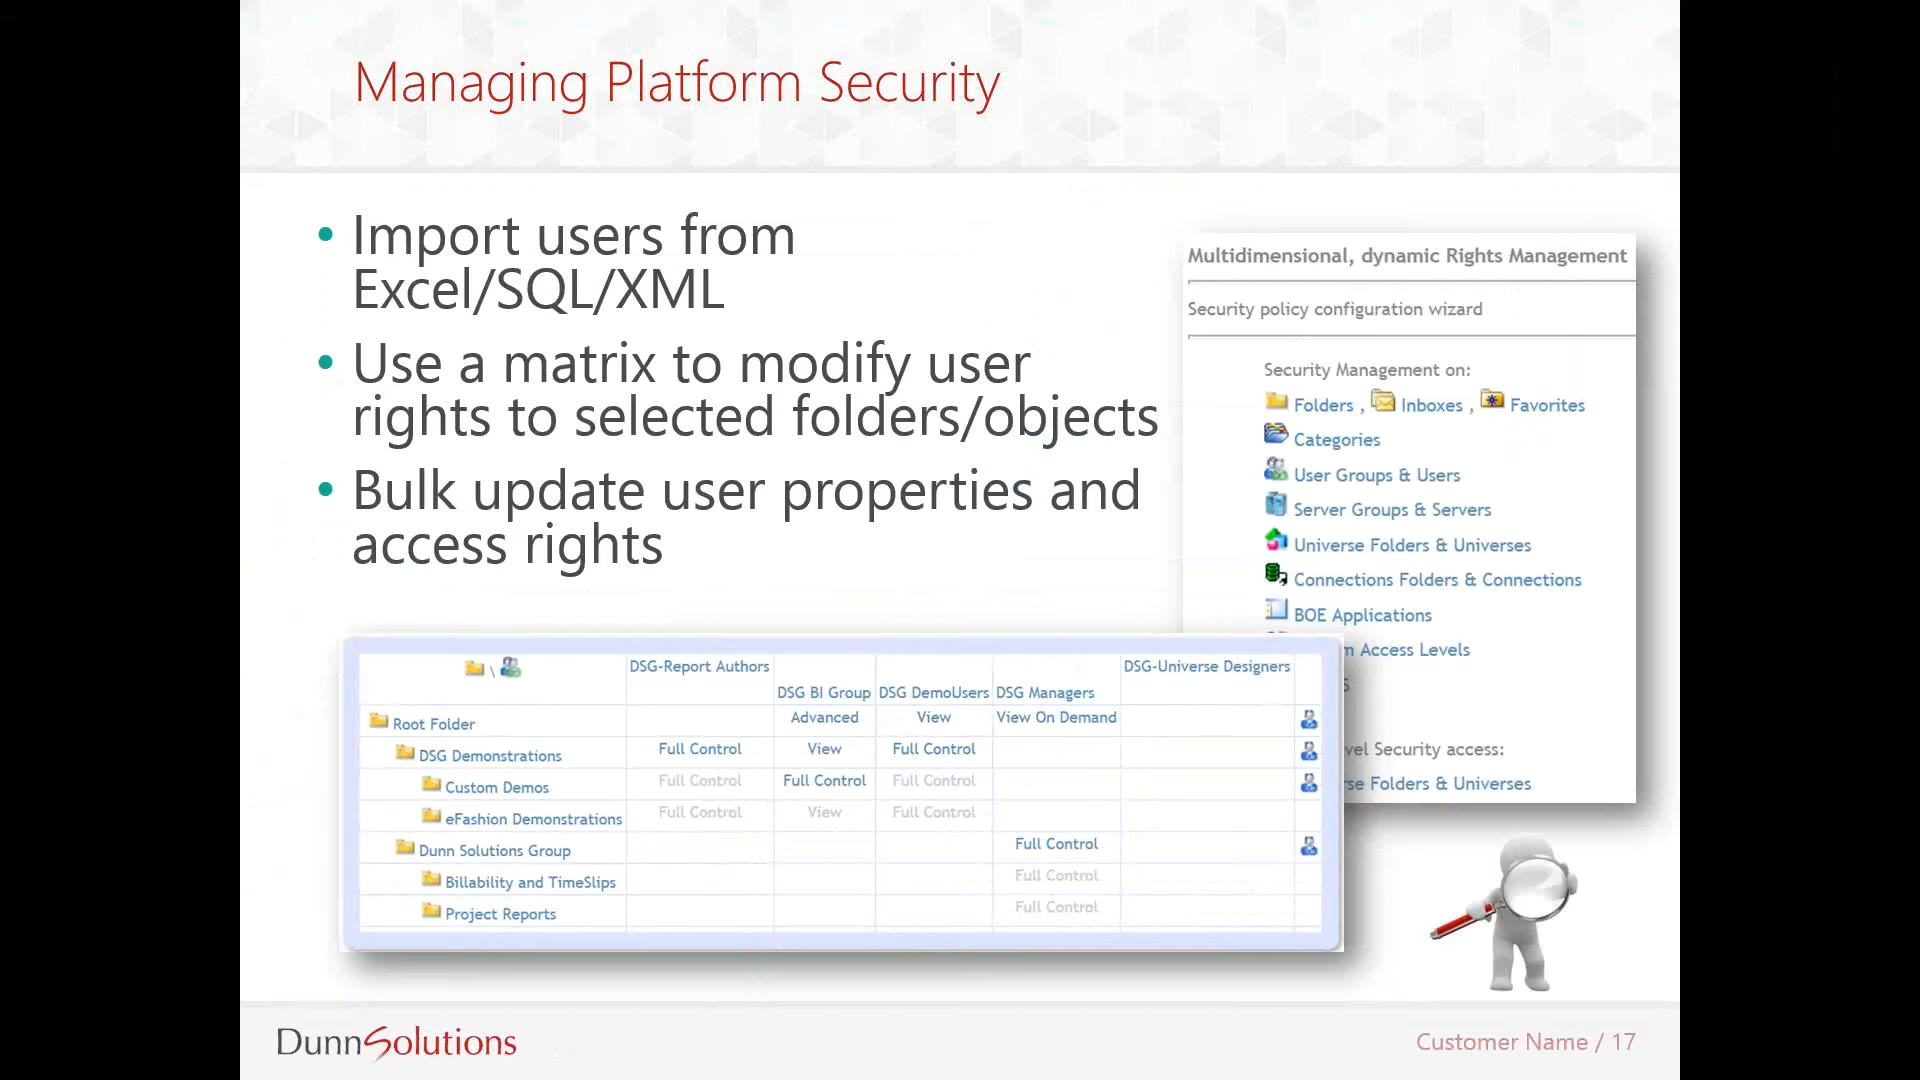 Managing Platform Security
• Import users from
Excel/SQL/XML
• Use a matrix to modify user
rights to selected folders/objects
• Bulk update user properties and
access rights
Multidimensional, dynamic Rights Management
Security policy configuration wizard
Security Management on:
Folders , Inboxes , Favorites
Categories
User Groups & Users
Server Groups & Servers
Universe Folders & Universes
Connections Folders & Connections
BOE Applications
m Access Levels
s
vel Security access:
rse Folders & Universes
\ DSG-Report Authors DSG-Universe Designers
DSG BI Group DSG DemoUsers DSG Managers
Root Folder Advanced View View On Demand
DSG Demonstrations Full Control View Full Control
Custom Demos Full Control Full Control Full Control
eFashion Demonstrations Full Control View Full Control
Dunn Solutions Group Full Control
Billability and TimeSlips Full Control
Project Reports Full Control
DunnSolutions
Customer Name / 17